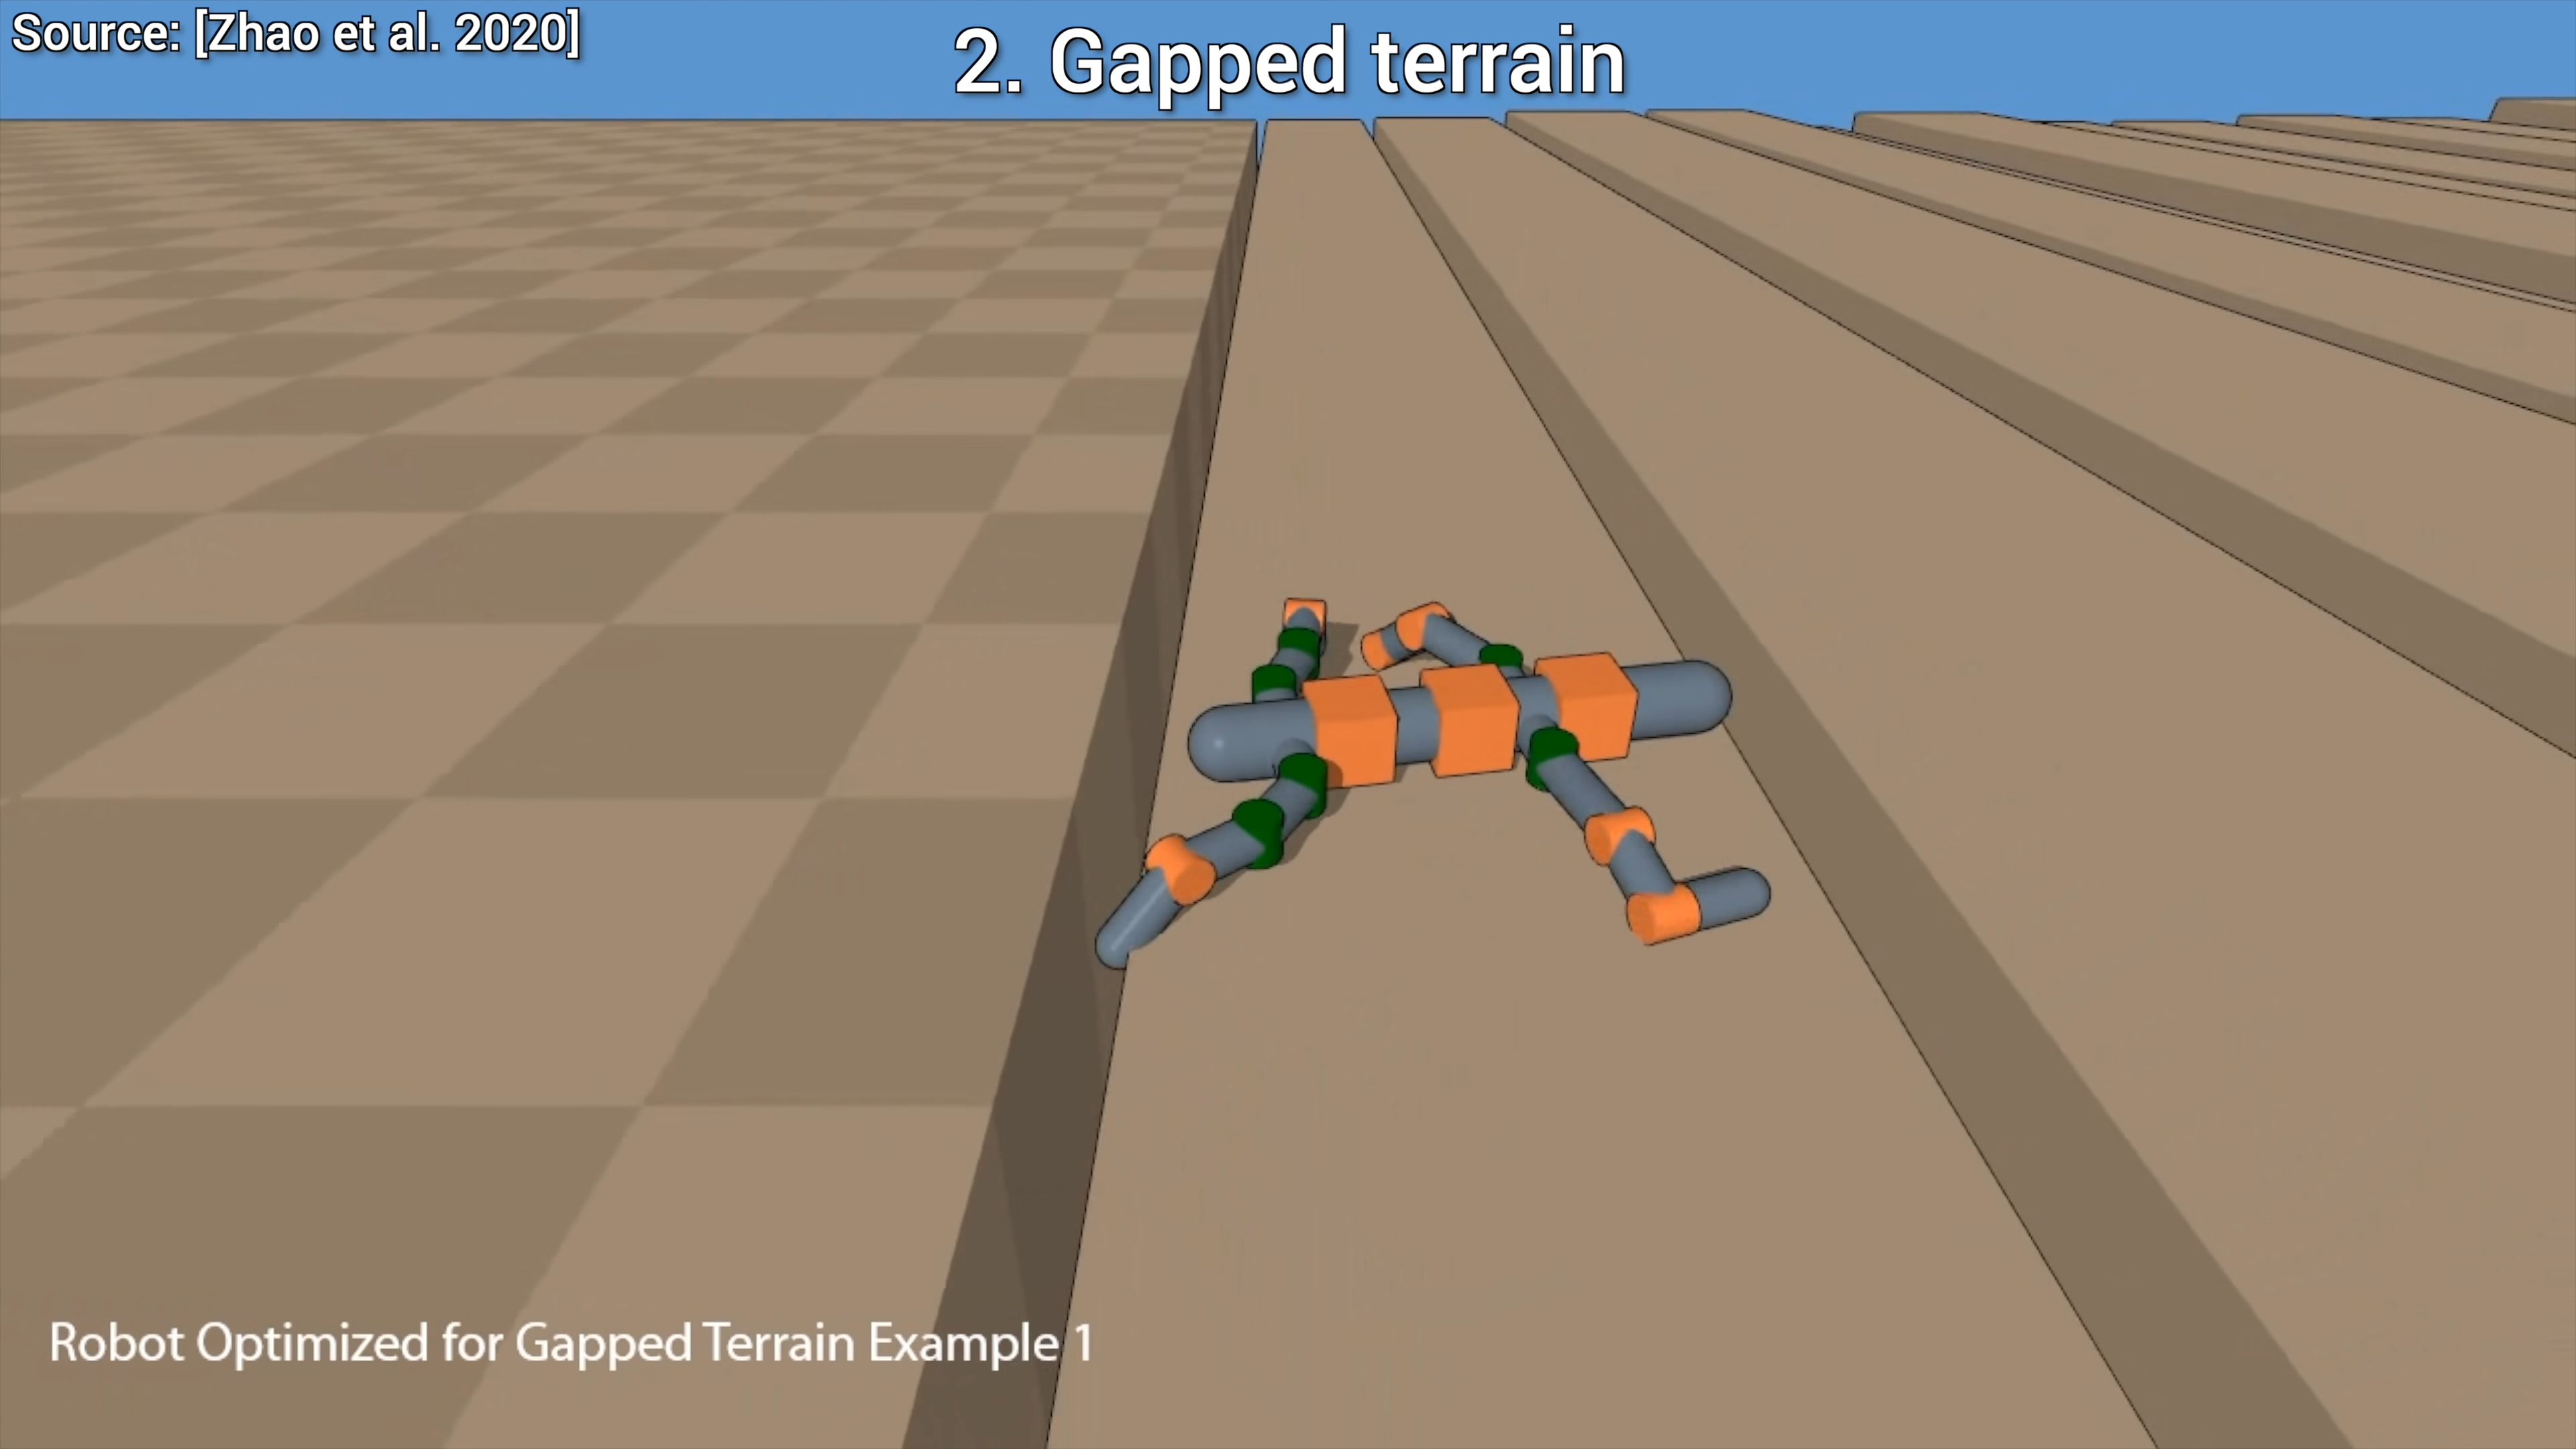 Source: [Zhao et al. 2020]
2. Gapped terrain
Robot Optimized for Gapped Terrain Example 1